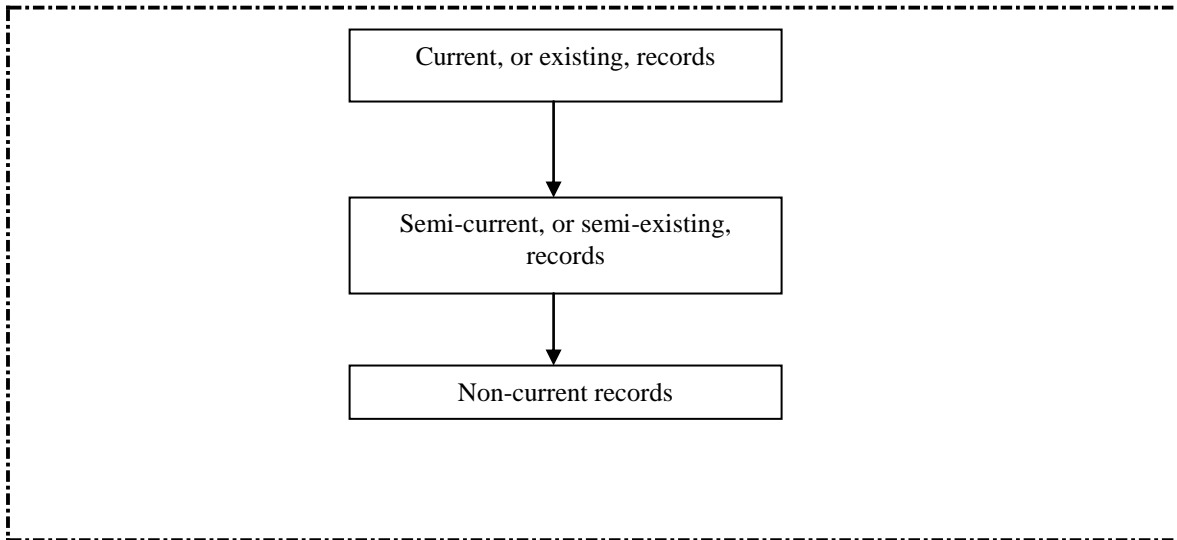 Current, or existing, records
Semi-current, or semi-existing,
records
Non-current records